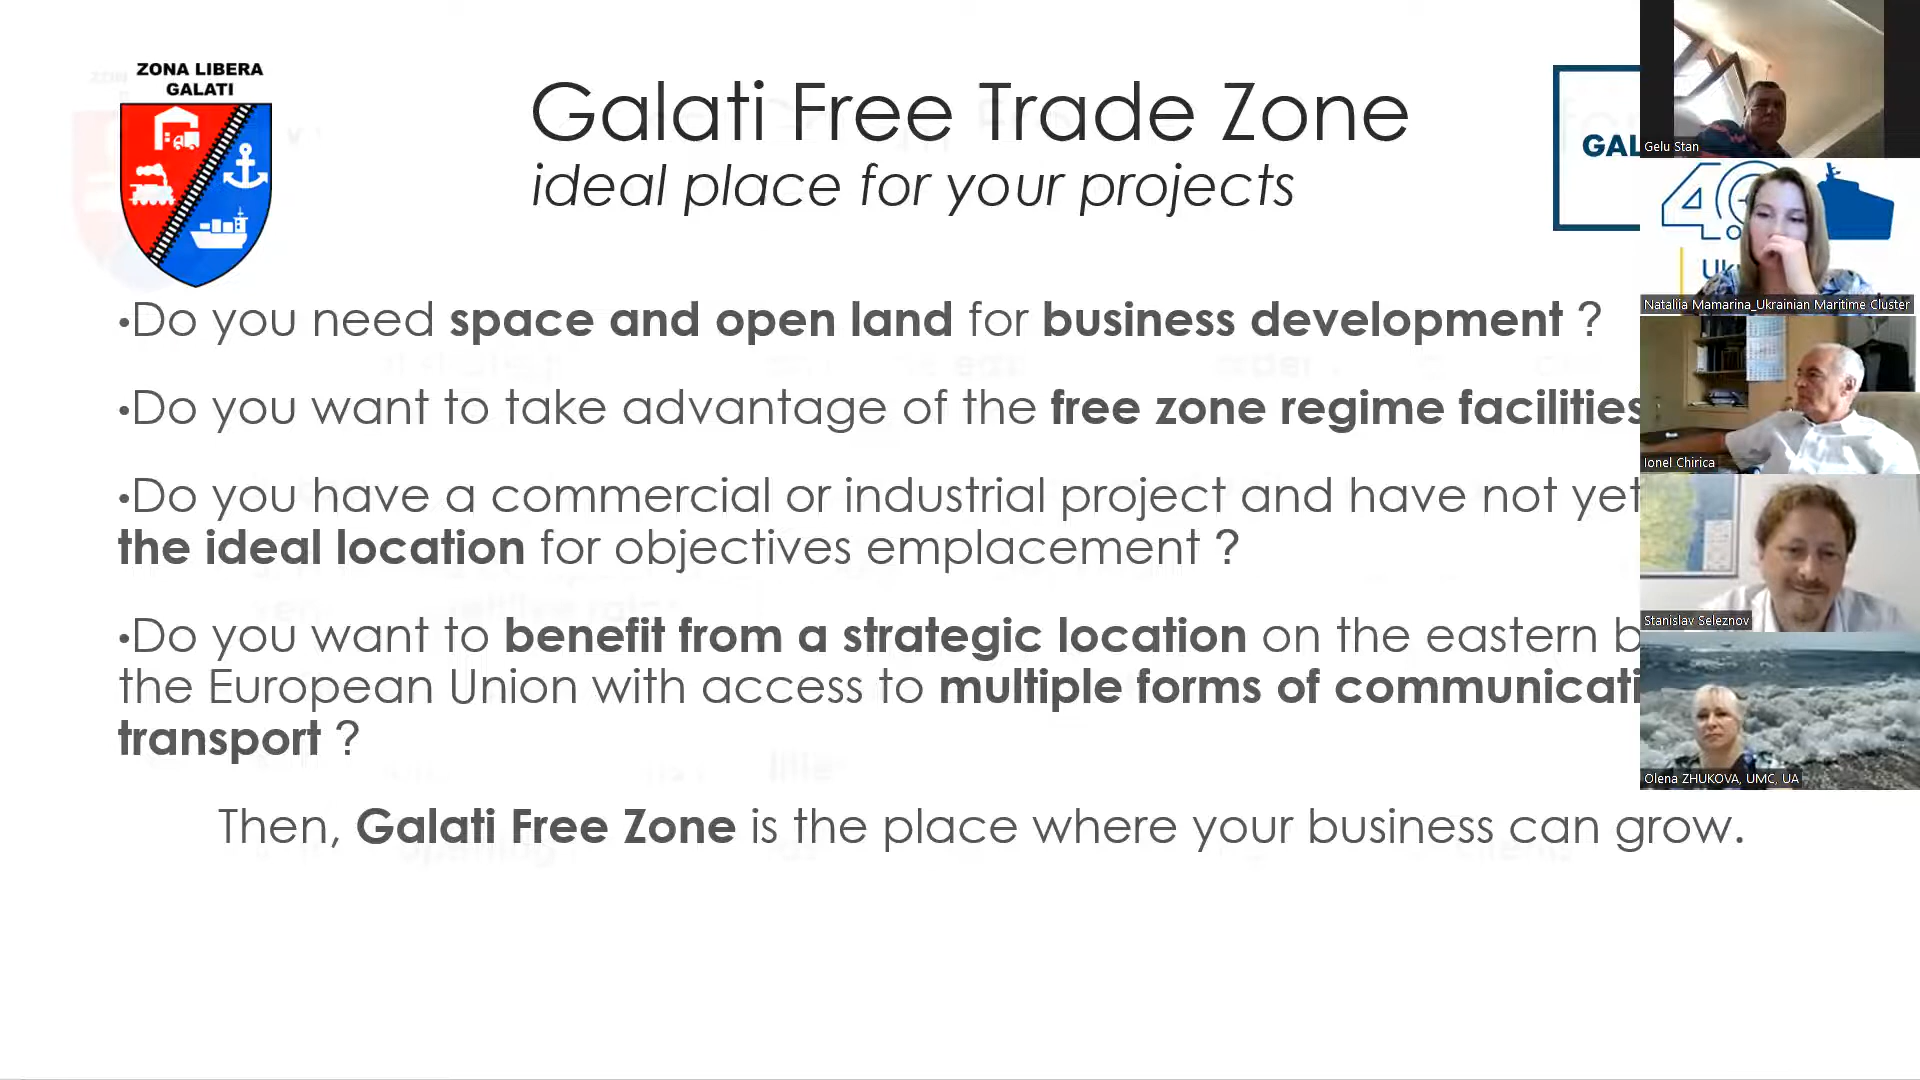 ZONA LIBERA
GALATI
Galati Free Trade Zone
ideal place for your projects
GAL
Gelu Stan
4.0
Nataliia Mamarina_Ukrainian Maritime Cluster
•Do you need space and open land for business development ?
•Do you want to take advantage of the free zone regime facilities
Ionel Chirica
•Do you have a commercial or industrial project and have not yet
the ideal location for objectives emplacement ?
Stanislav Seleznov
•Do you want to benefit from a strategic location on the eastern b
the European Union with access to multiple forms of communicati
transport ?
Olena ZHUKOVA, UMC, UA
Then, Galati Free Zone is the place where your business can grow.